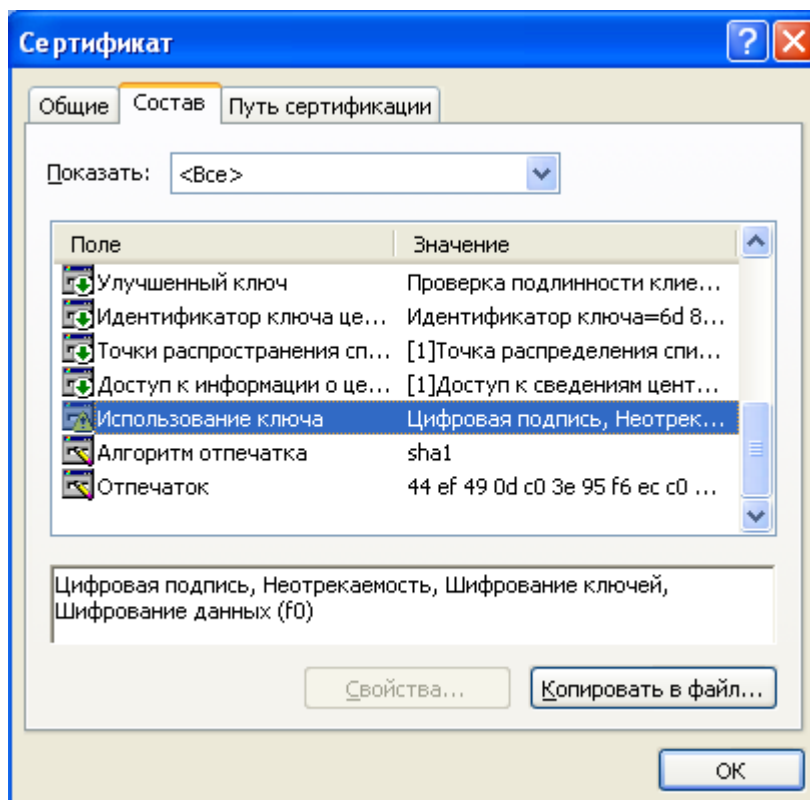 Сертификат
Общие Состав Путь сертификации
Показать: <Все>
Поле Значение
Улучшенный ключ Проверка подлинности клие...
Идентификатор ключа це... Идентификатор ключа=6d 8...
Точки распространения сп... [1]Точка распределения спи...
Доступ к информации о це... [1]Доступ к сведениям цент...
Использование ключа Цифровая подпись, Неотрек...
Алгоритм отпечатка sha1
Отпечаток 44 ef 49 0d c0 3e 95 f6 ec c0 ...
Цифровая подпись, Неотрекаемость, Шифрование ключей,
Шифрование данных (f0)
Свойства... Копировать в файл...
ОК